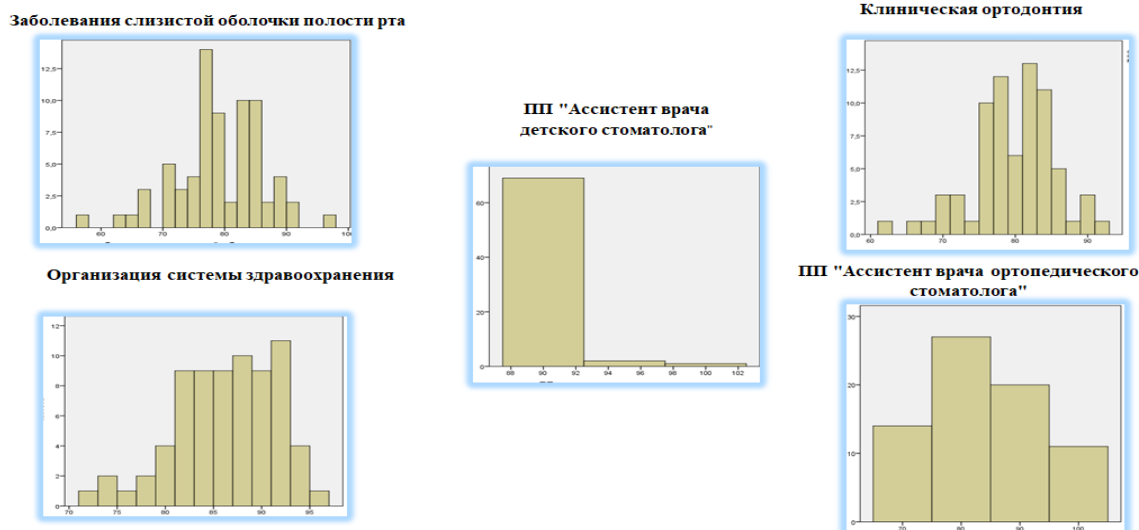 Заболевания слизистой оболочки полости рта
12,5
10,0
7,5
5,0
2,5
0,0
60 70 80 90 100
Организация системы здравоохранения
12
10
8
6
4
2
0
70 75 80 85 90 95
ПП "Ассистент врача
детского стоматолога"
60
40
20
0
88 90 92 94 96 98 100 102
Клиническая ортодонтия
12,5
10,0
7,5
5,0
2,5
0,0
60 70 80 90
ПП "Ассистент врача ортопедического
стоматолога"
30
20
10
0
70 80 90 100